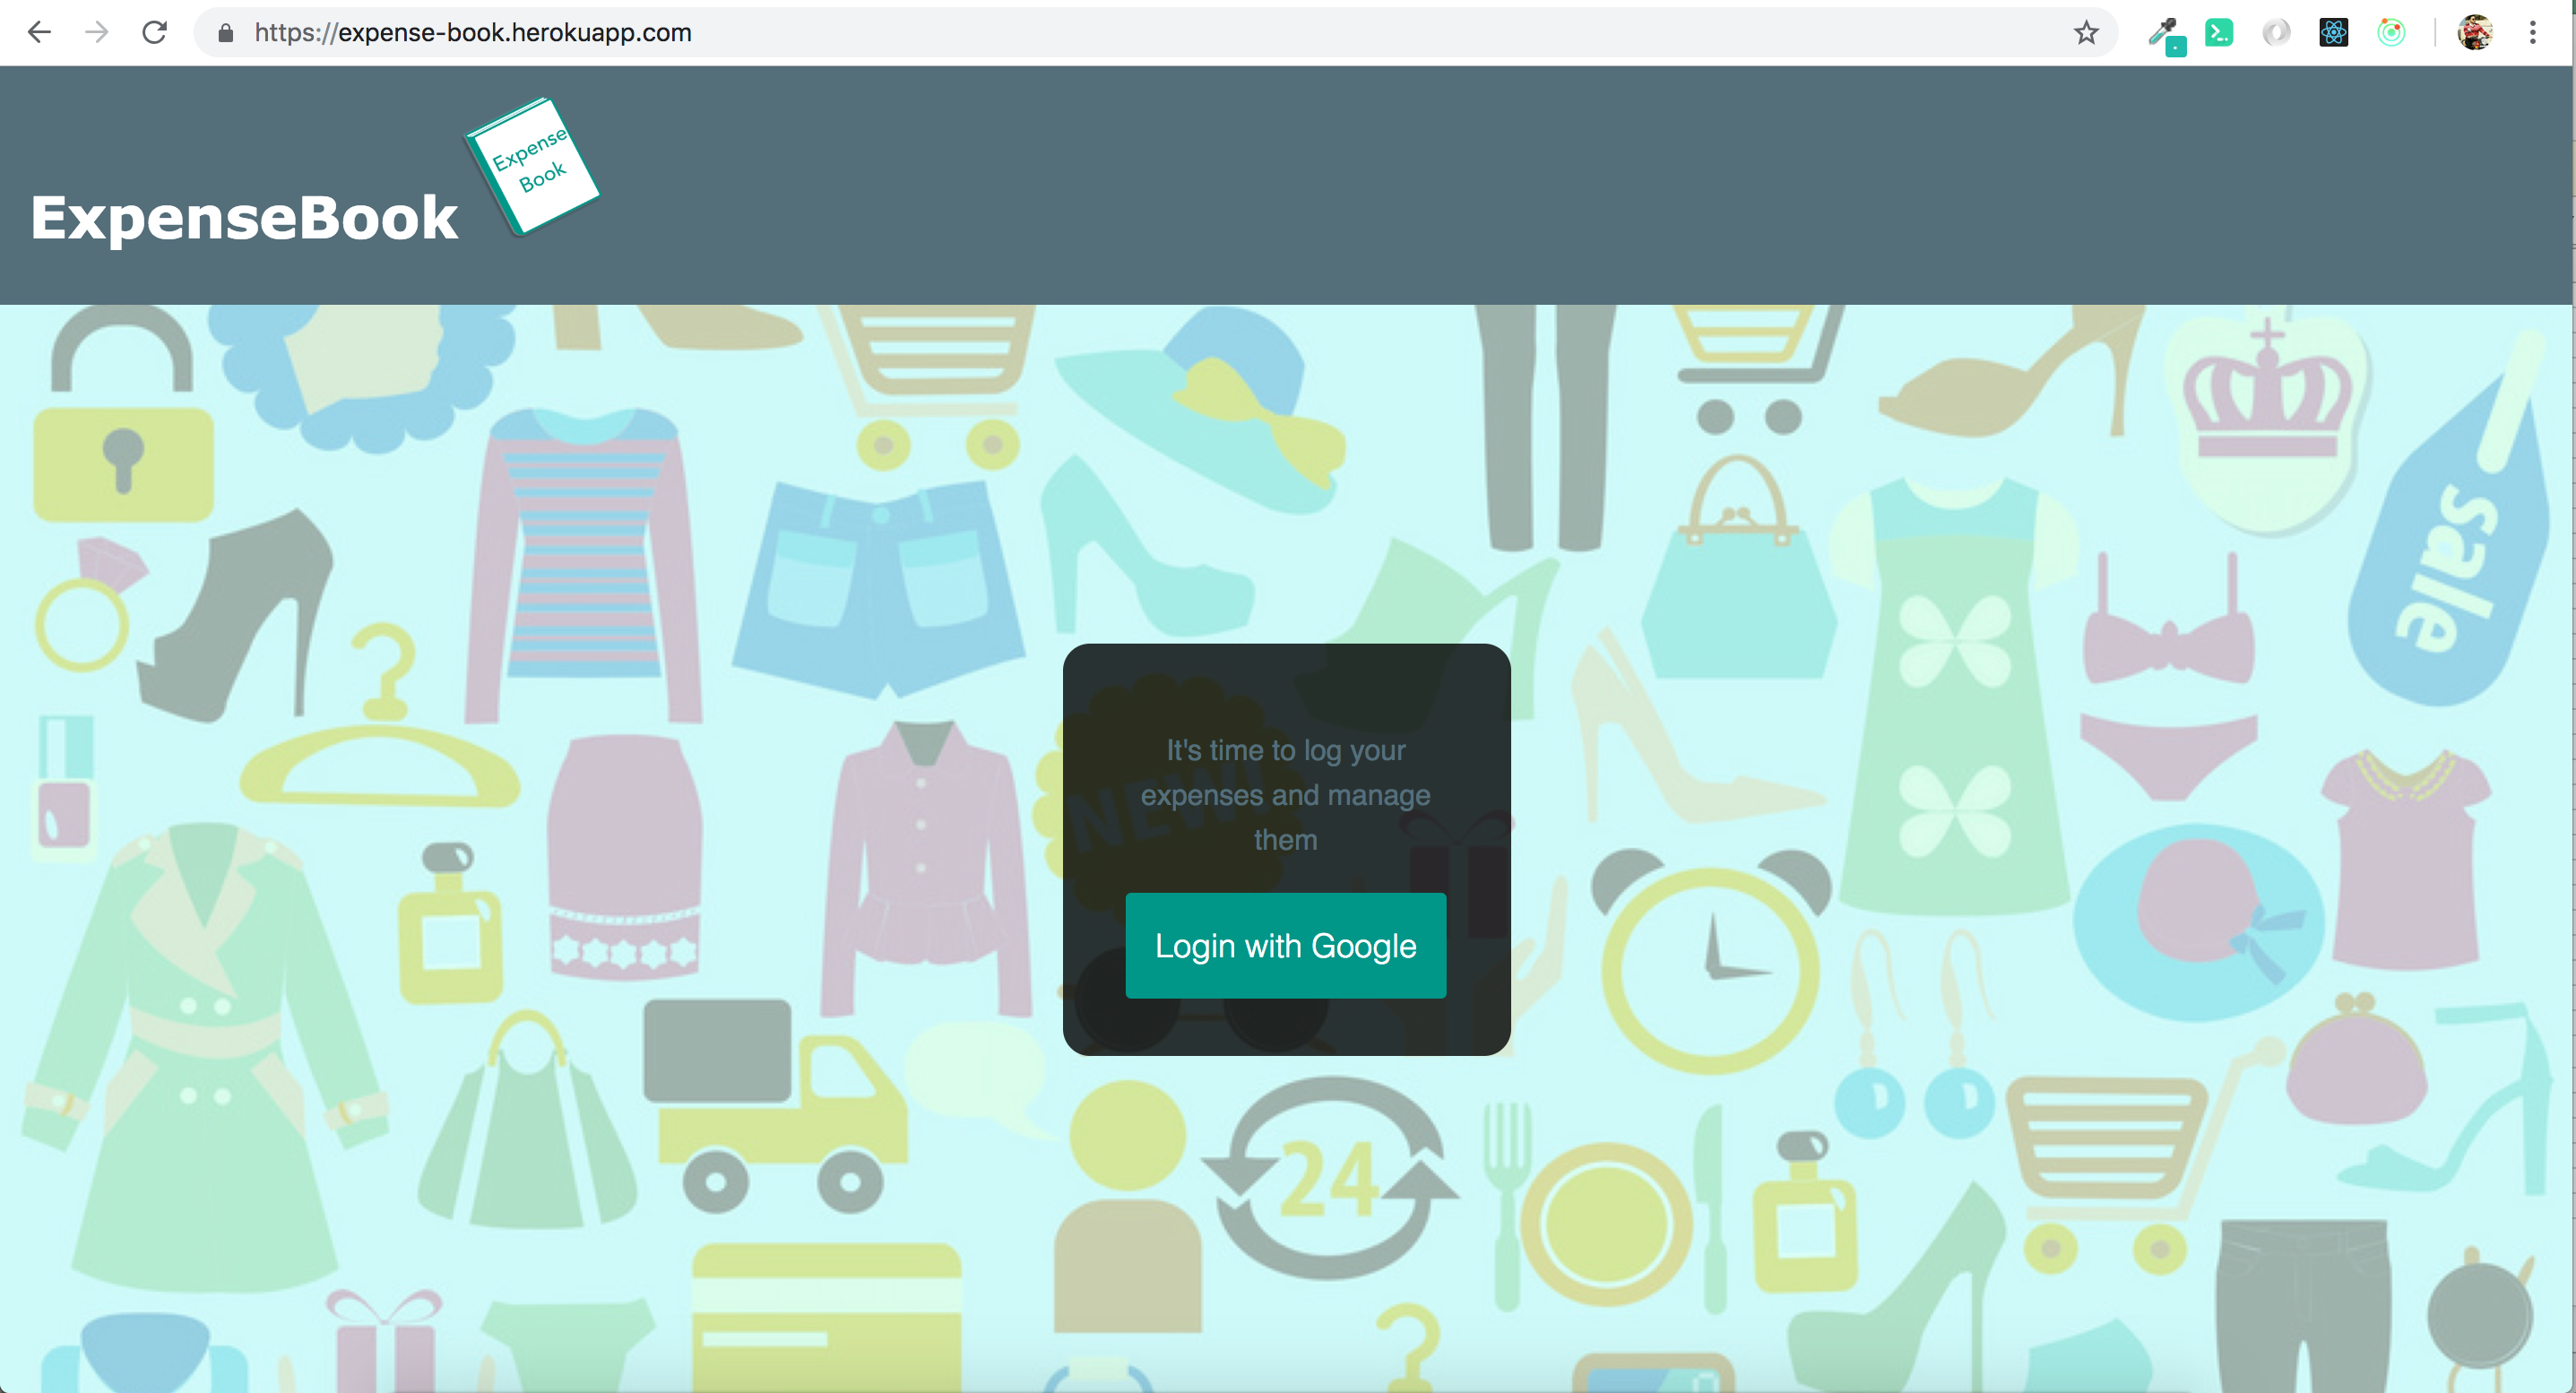 https://expense-book.herokuapp.com
Expense
Book
ExpenseBook
sale
It's time to log your
expenses and manage
them
NEW!
Login with Google
24